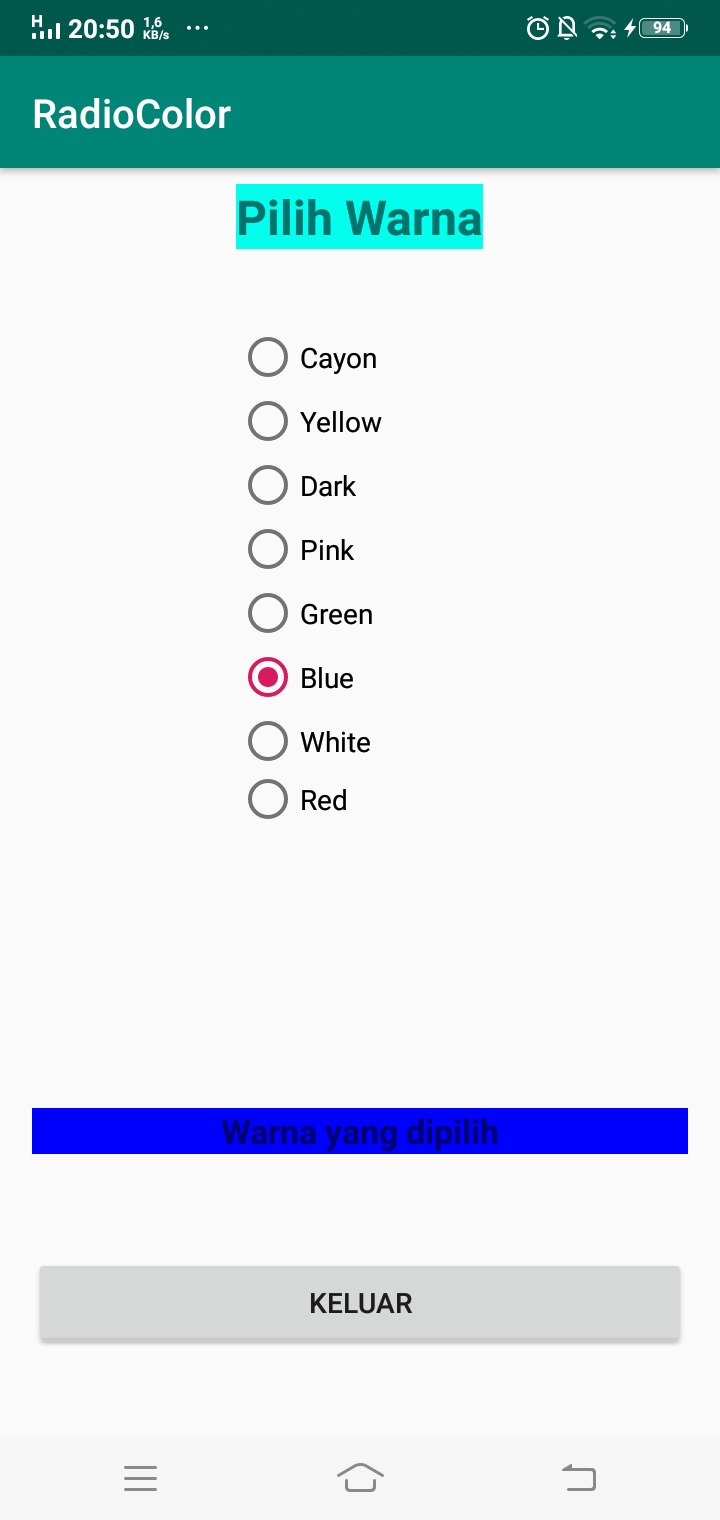 H 20:50 1,6 KB/s ... 94
RadioColor
Pilih Warna
Cayon
Yellow
Dark
Pink
Green
Blue
White
Red
Warna yang dipilih
KELUAR